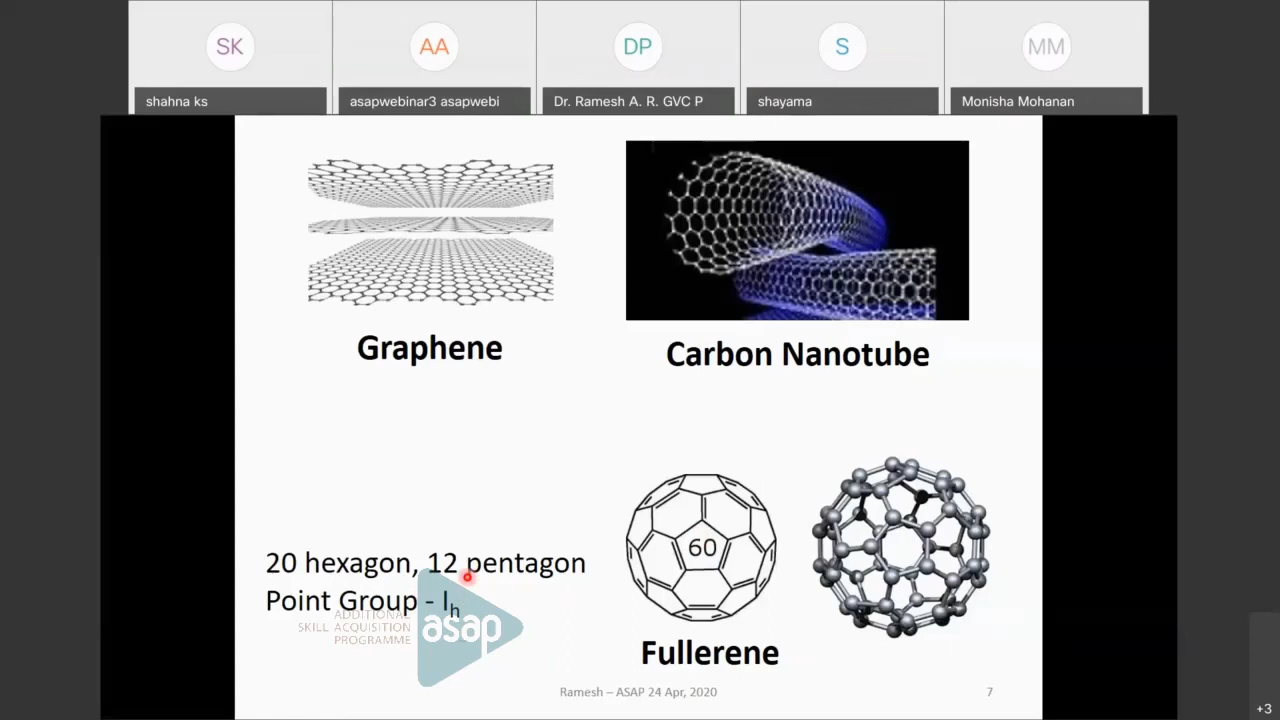 SK
AA
DP
S
MM
shahna ks
asapwebinar3 asapwebi
Dr. Ramesh A. R. GVC P
shayama
Monisha Mohanan
Graphene
Carbon Nanotube
60
20 hexagon, 12 pentagon
Point Group - Ih
ADDITIONAL
SKILL ACQUISITION
PROGRAMME
asap
Fullerene
Ramesh – ASAP 24 Apr, 2020
7
+3